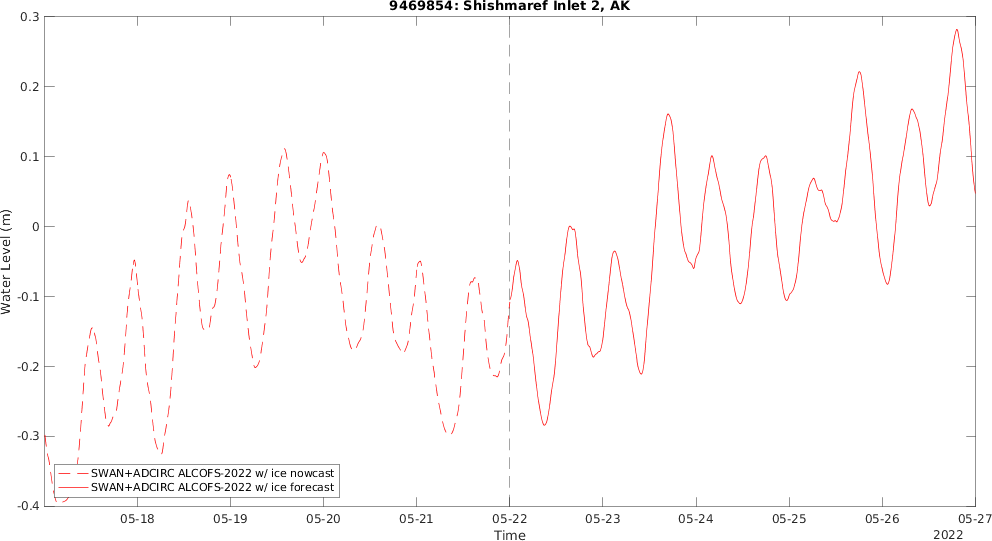 9469854: Shishmaref Inlet 2, AK
0.3
0.2
0.1
0
-0.1
-0.2
-0.3
-0.4
Water Level (m)
SWAN+ADCIRC ALCOFS-2022 w/ ice nowcast
SWAN+ADCIRC ALCOFS-2022 w/ ice forecast
05-18 05-19 05-20 05-21 05-22 05-23 05-24 05-25 05-26 05-27
Time
2022